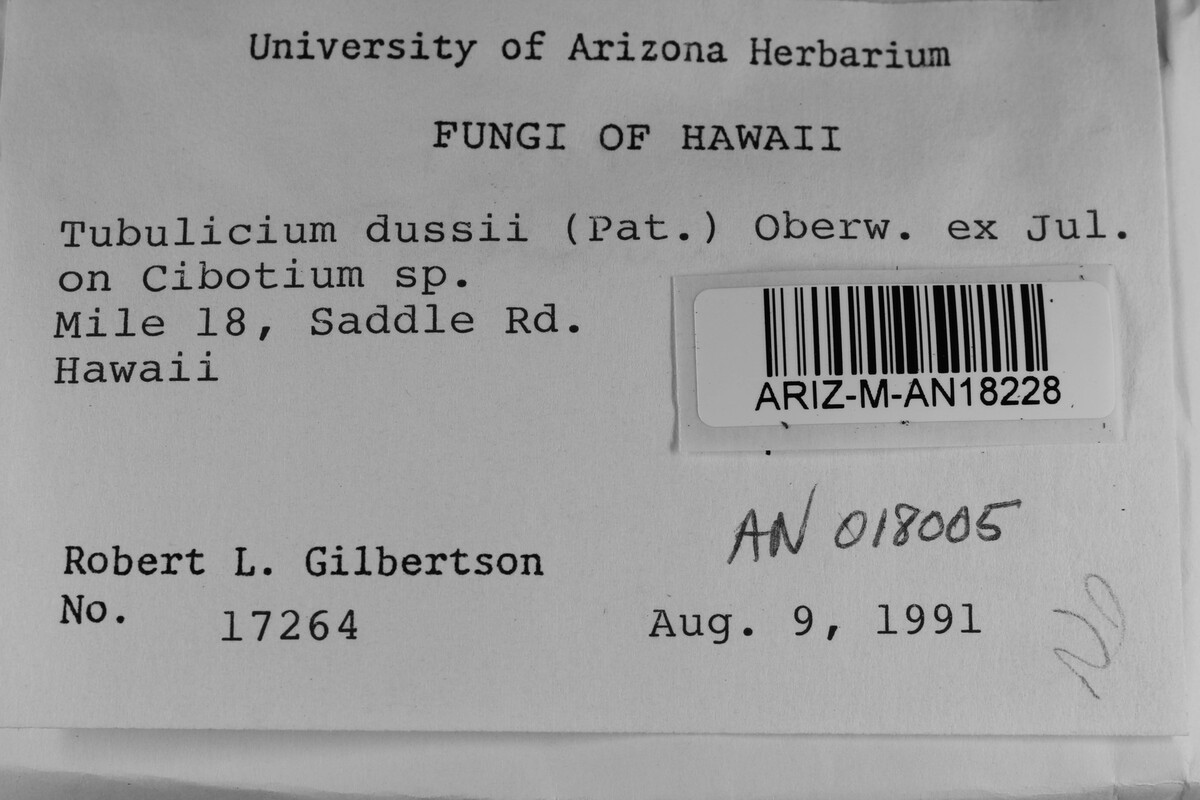 University of Arizona Herbarium
FUNGI OF HAWAII
Tubulicium dussii (Pat.) Oberw. ex Jul.
on Cibotium sp.
Mile 18, Saddle Rd.
Hawaii
ARIZ-M-AN18228
AN 018005
Robert L. Gilbertson
No. 17264
Aug. 9, 1991